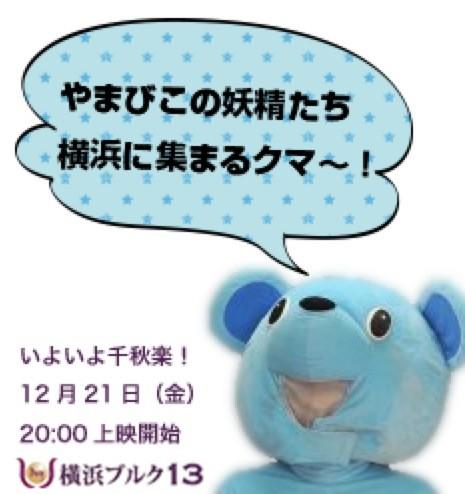 やまびこの妖精たち
横浜に集まるクマ〜！
いよいよ千秋楽！
12月21日（金）
20:00 上映開始
横浜ブルク13